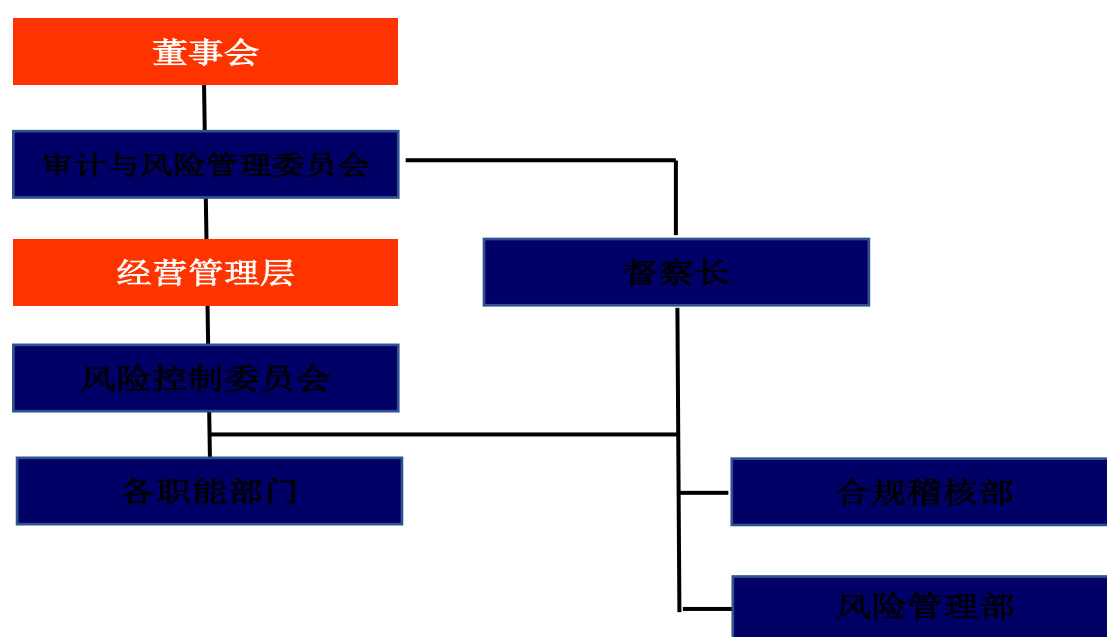 董事会
审计与风险管理委员会
经营管理层
督察长
风险控制委员会
各职能部门
合规稽核部
风险管理部